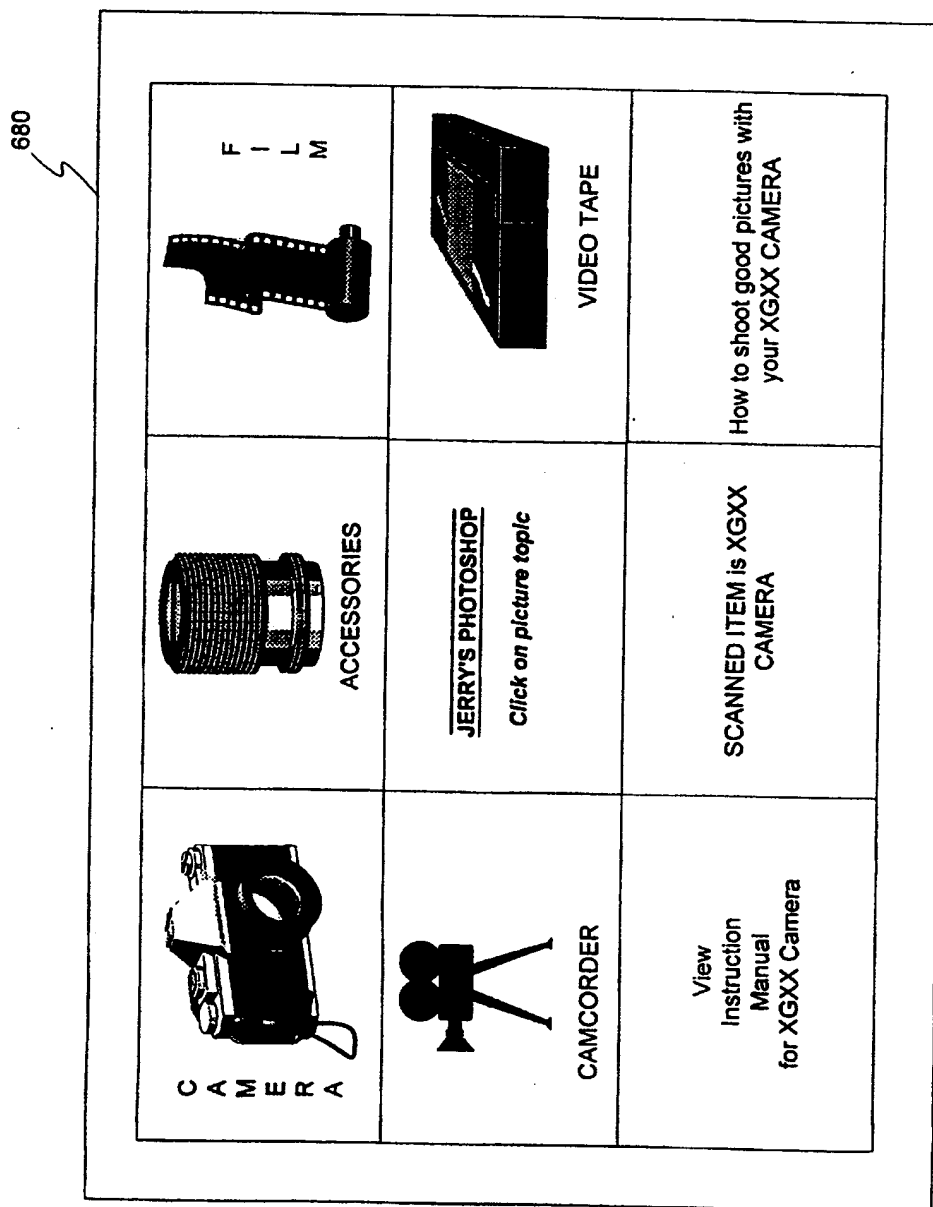 680
C
A
M
E
R
A
ACCESSORIES
F
I
L
M
CAMCORDER
JERRY'S PHOTOSHOP
Click on picture topic
VIDEO TAPE
View
Instruction
Manual
for XGXX Camera
SCANNED ITEM is XGXX
CAMERA
How to shoot good pictures with
your XGXX CAMERA